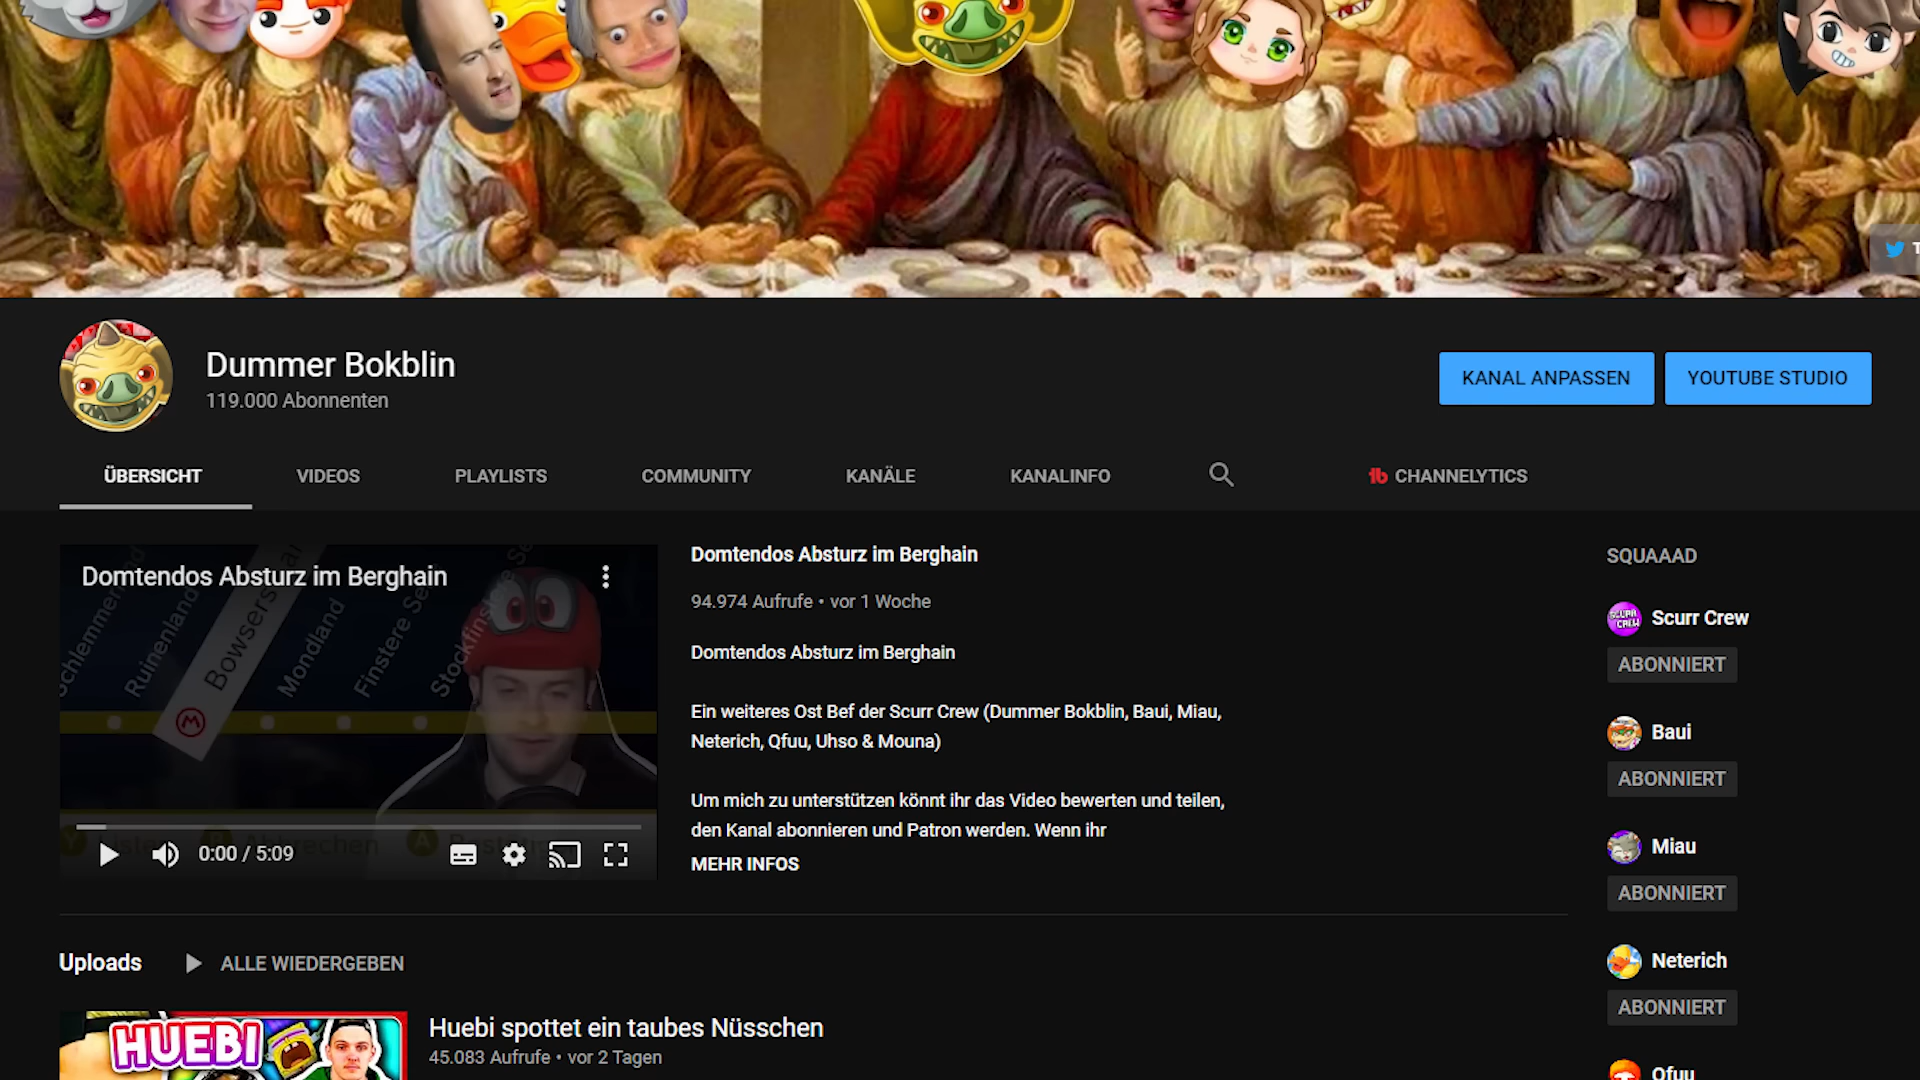 Dummer Bokblin
119.000 Abonnenten
KANAL ANPASSEN
YOUTUBE STUDIO
ÜBERSICHT
VIDEOS
PLAYLISTS
COMMUNITY
KANÄLE
KANALINFO
CHANNELYTICS
Domtendos Absturz im Berghain
Ruinenland
Mondland
0:00 / 5:09
Domtendos Absturz im Berghain
94.974 Aufrufe • vor 1 Woche
Domtendos Absturz im Berghain
Ein weiteres Ost Bef der Scurr Crew (Dummer Bokblin, Baui, Miau,
Neterich, Qfuu, Uhso & Mouna)
Um mich zu unterstützen könnt ihr das Video bewerten und teilen,
den Kanal abonnieren und Patron werden. Wenn ihr
MEHR INFOS
SQUAAAD
SCURR CREW
Scurr Crew
ABONNIERT
Baui
ABONNIERT
Miau
ABONNIERT
Neterich
ABONNIERT
Qfuu
Uploads
ALLE WIEDERGEBEN
HUEBI
Huebi spottet ein taubes Nüsschen
45.083 Aufrufe • vor 2 Tagen